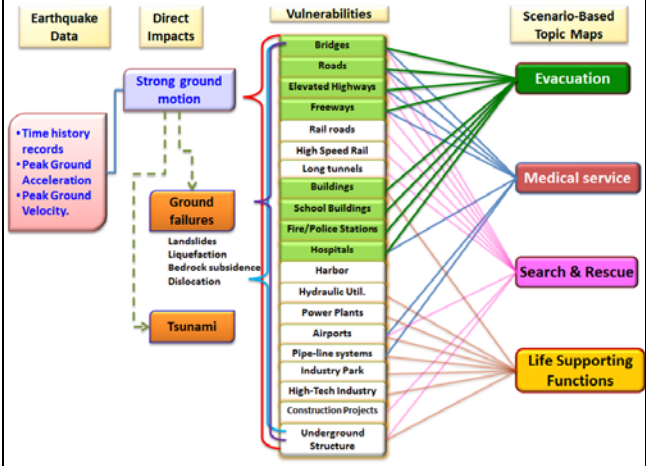 Earthquake
Data
Direct
Impacts
Vulnerabilities
Scenario-Based
Topic Maps
• Time history
records
• Peak Ground
Acceleration
• Peak Ground
Velocity.
Strong ground
motion
Ground
failures
Landslides
Liquefaction
Bedrock subsidence
Dislocation
Tsunami
Bridges
Roads
Elevated Highways
Freeways
Rail roads
High Speed Rail
Long tunnels
Buildings
School Buildings
Fire/Police Stations
Hospitals
Harbor
Hydraulic Util.
Power Plants
Airports
Pipe-line systems
Industry Park
High-Tech Industry
Construction Projects
Underground
Structure
Evacuation
Medical service
Search & Rescue
Life Supporting
Functions